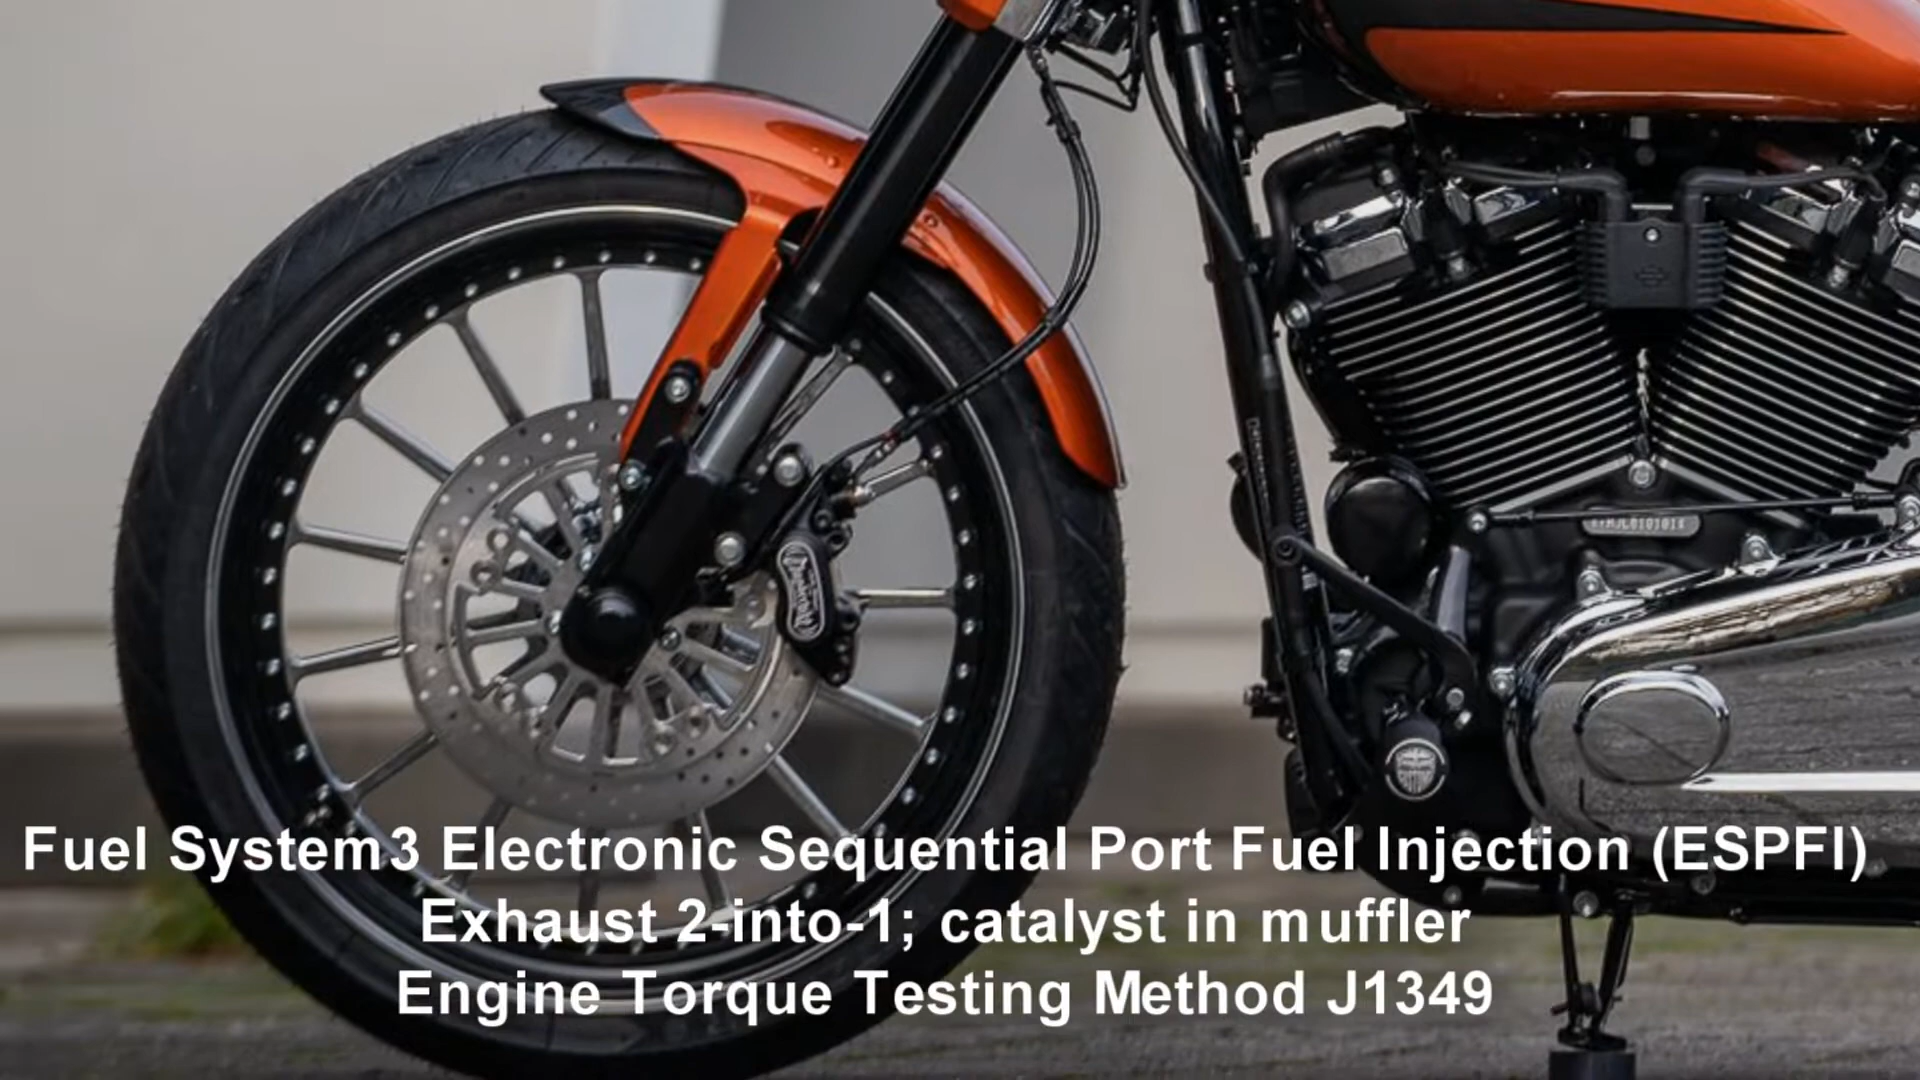 Fuel System3 Electronic Sequential Port Fuel Injection (ESPFI)
Exhaust 2-into-1; catalyst in muffler
Engine Torque Testing Method J1349